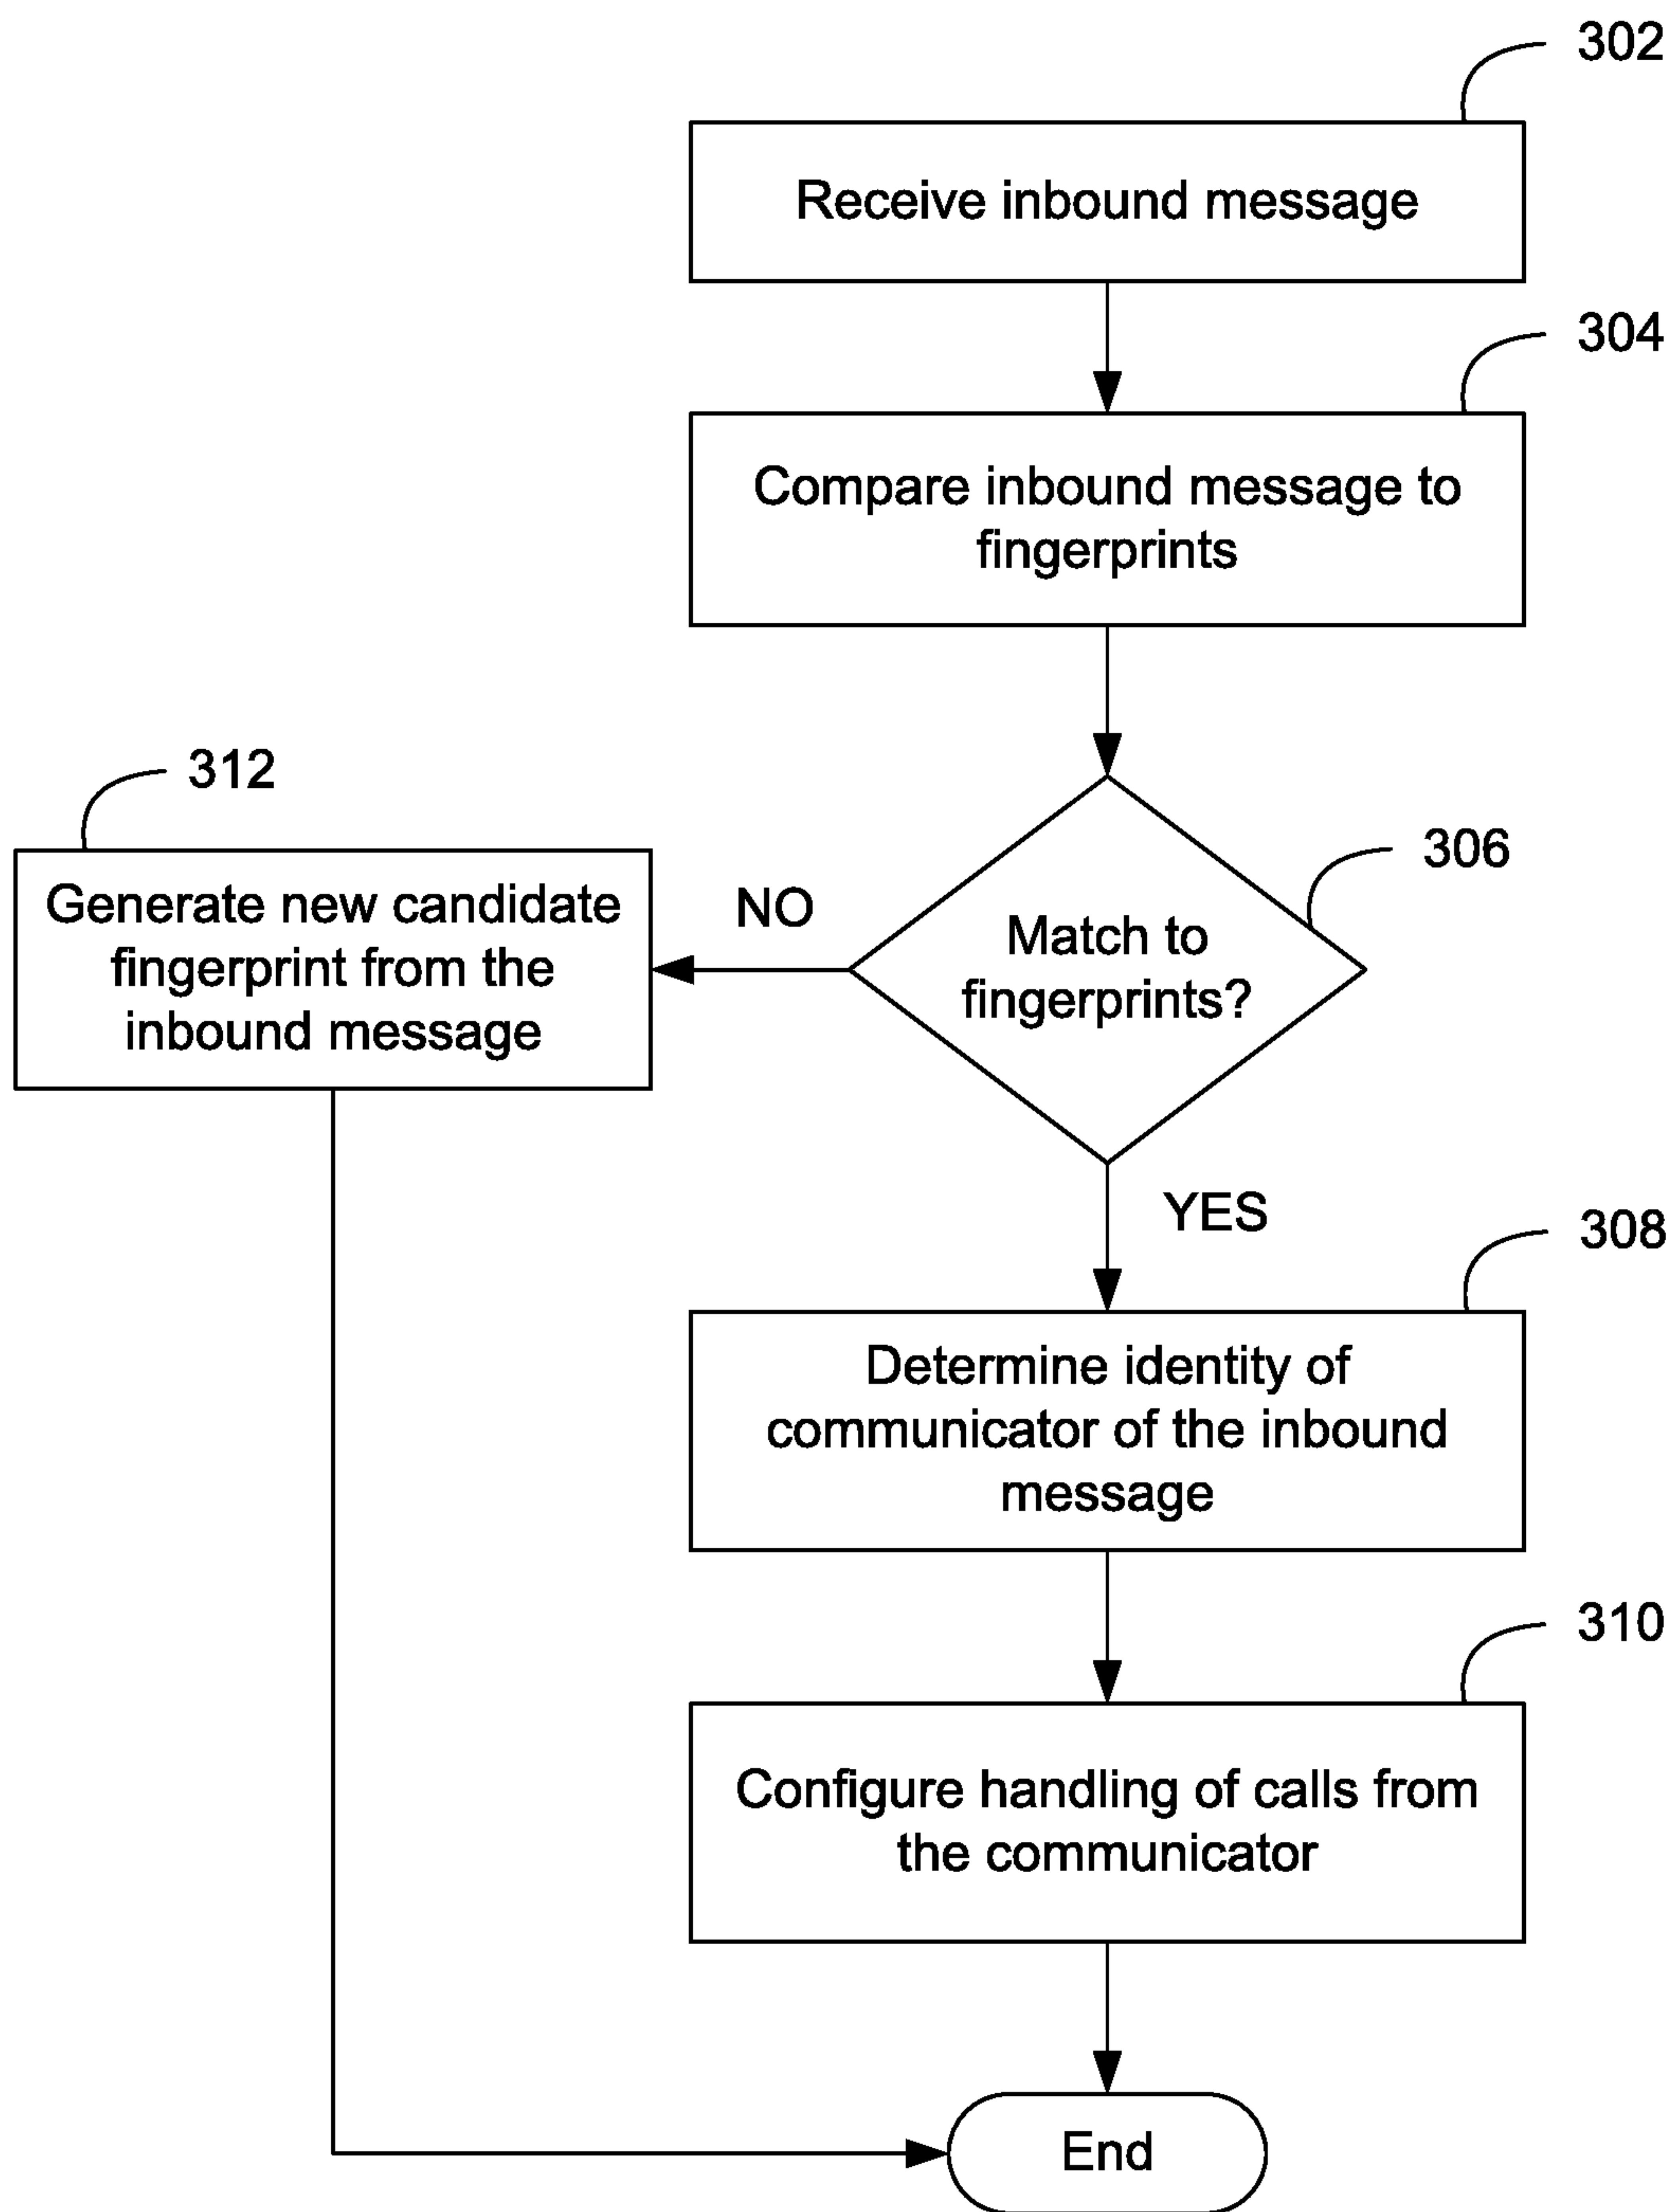 302
Receive inbound message
304
Compare inbound message to
fingerprints
306
Match to
fingerprints?
NO
312
Generate new candidate
fingerprint from the
inbound message
YES
308
Determine identity of
communicator of the inbound
message
310
Configure handling of calls from
the communicator
End